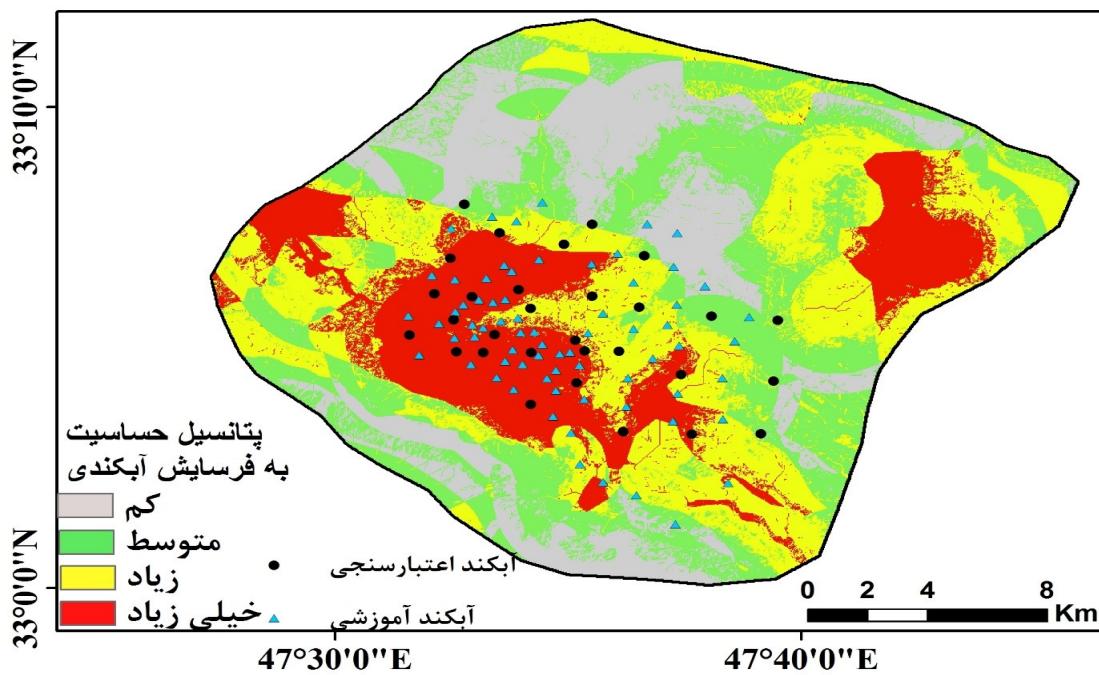 33°10'0"N
33°0'0"N
پتانسیل حساسیت
به فرسایش آبکندی
کم
متوسط
زیاد
خیلی زیاد
آبکند اعتبارسنجی
آبکند آموزشی
0 2 4 8
Km
47°30'0"E
47°40'0"E